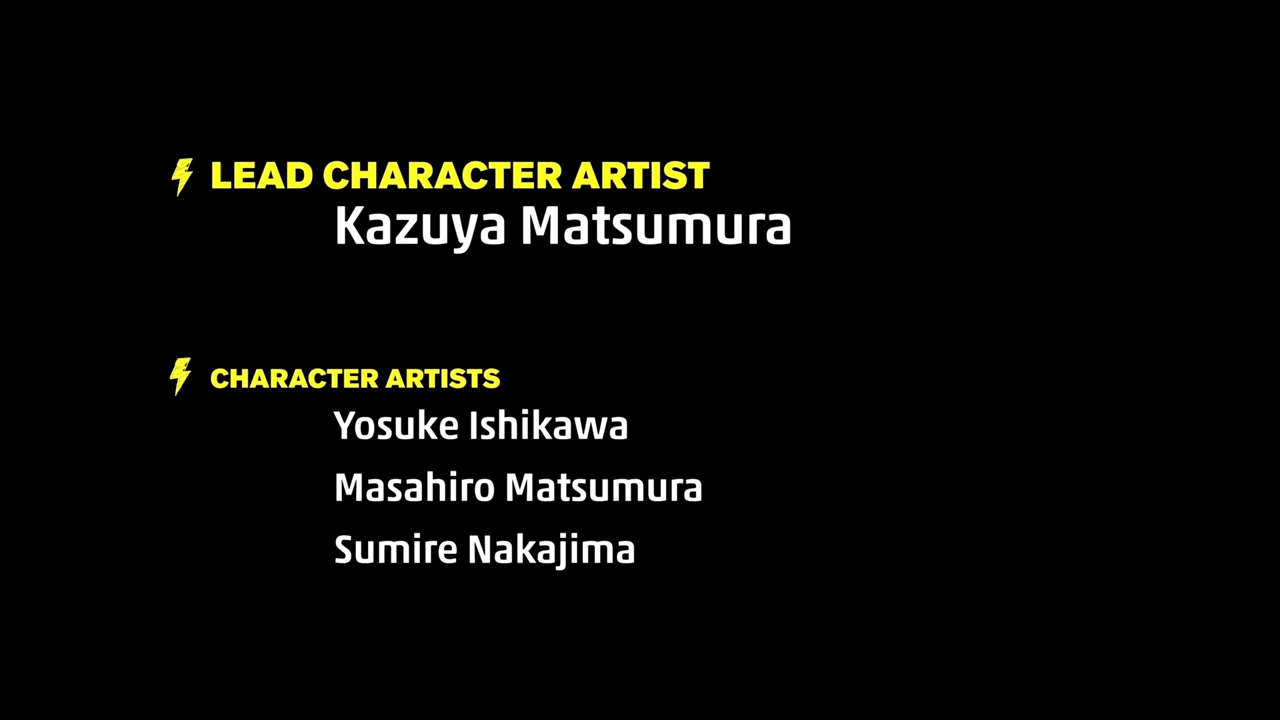 LEAD CHARACTER ARTIST
Kazuya Matsumura
CHARACTER ARTISTS
Yosuke Ishikawa
Masahiro Matsumura
Sumire Nakajima